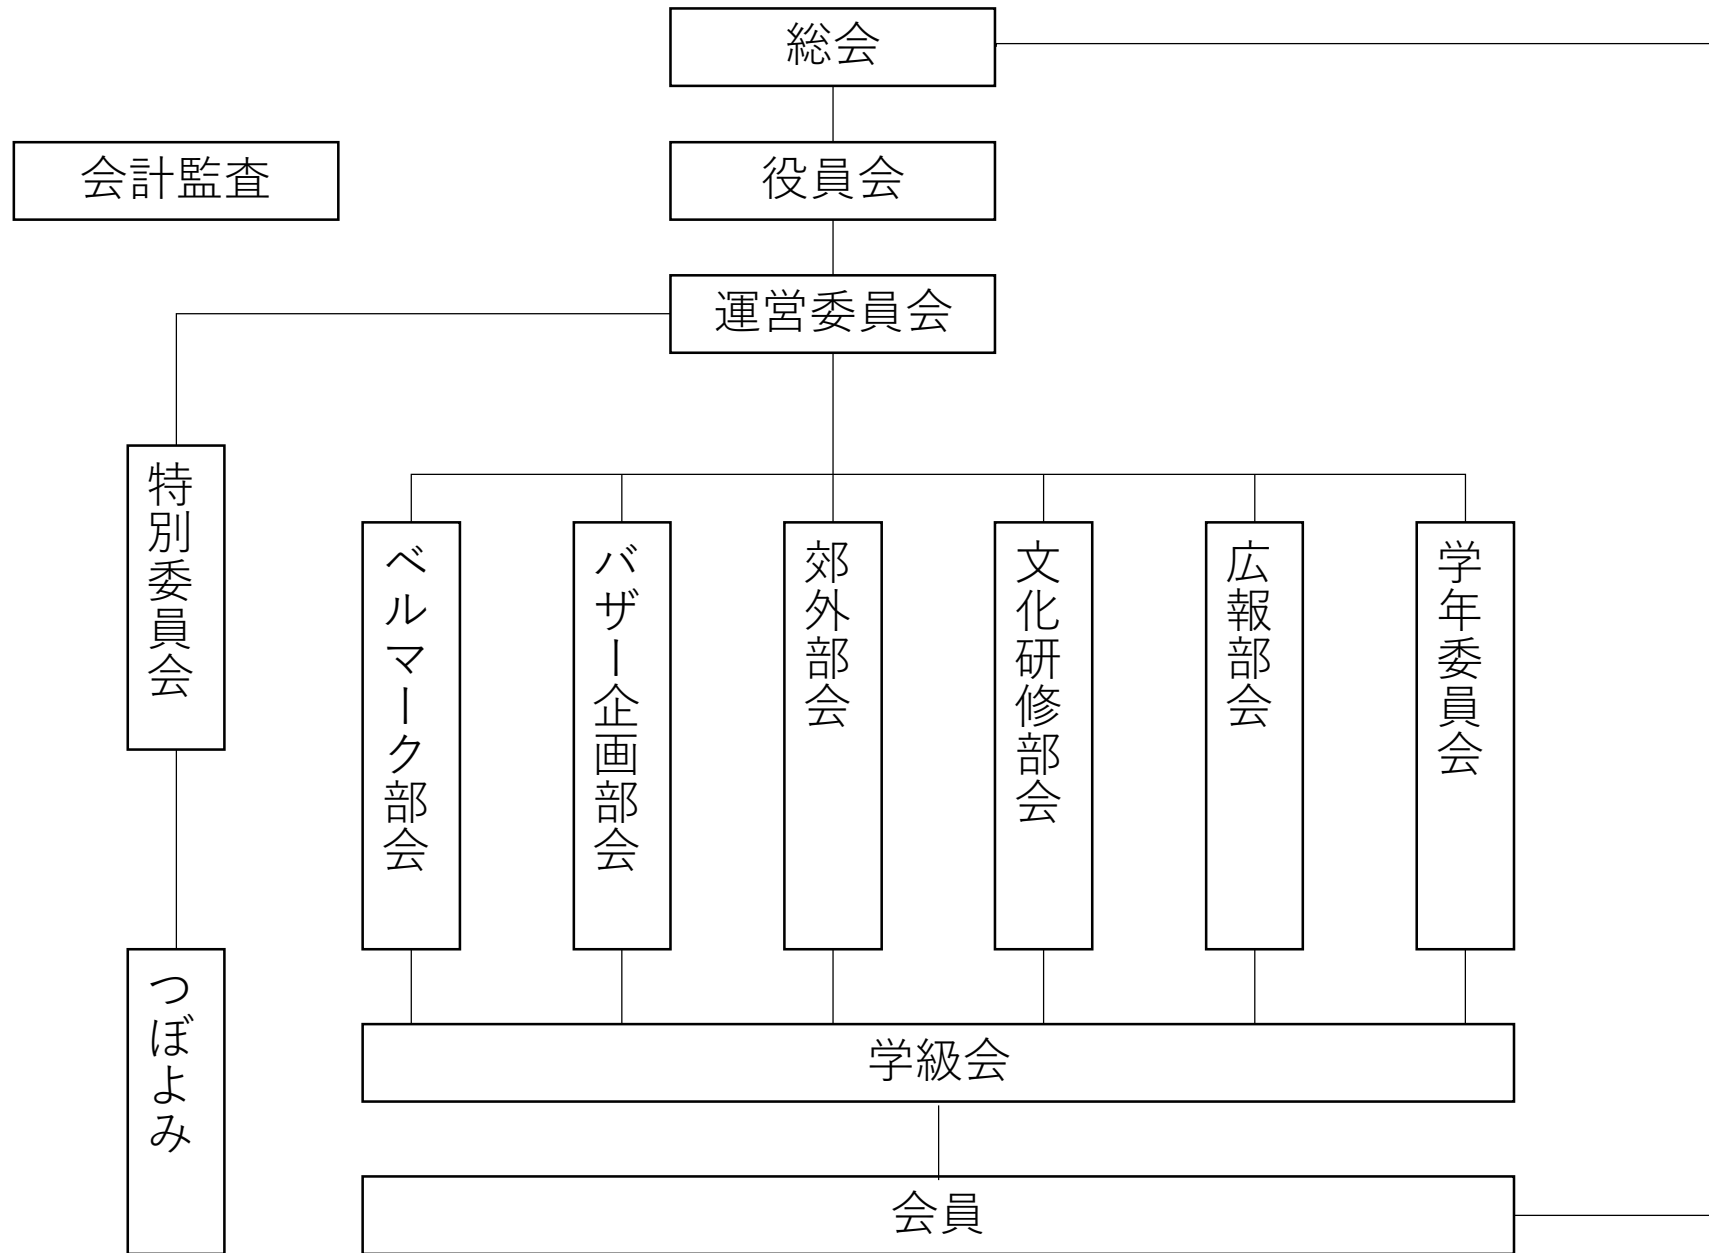 総会
会計監査
役員会
運営委員会
特別委員会
ベルマーク部会
バザー企画部会
郊外部会
文化研修部会
広報部会
学年委員会
つぼよみ
学級会
会員